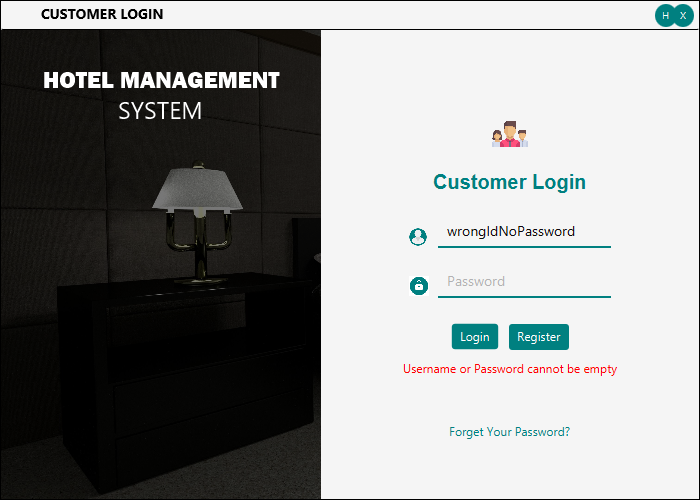 CUSTOMER LOGIN
H X
HOTEL MANAGEMENT
SYSTEM
Customer Login
wrongIdNoPassword
Password
Login Register
Username or Password cannot be empty
Forget Your Password?